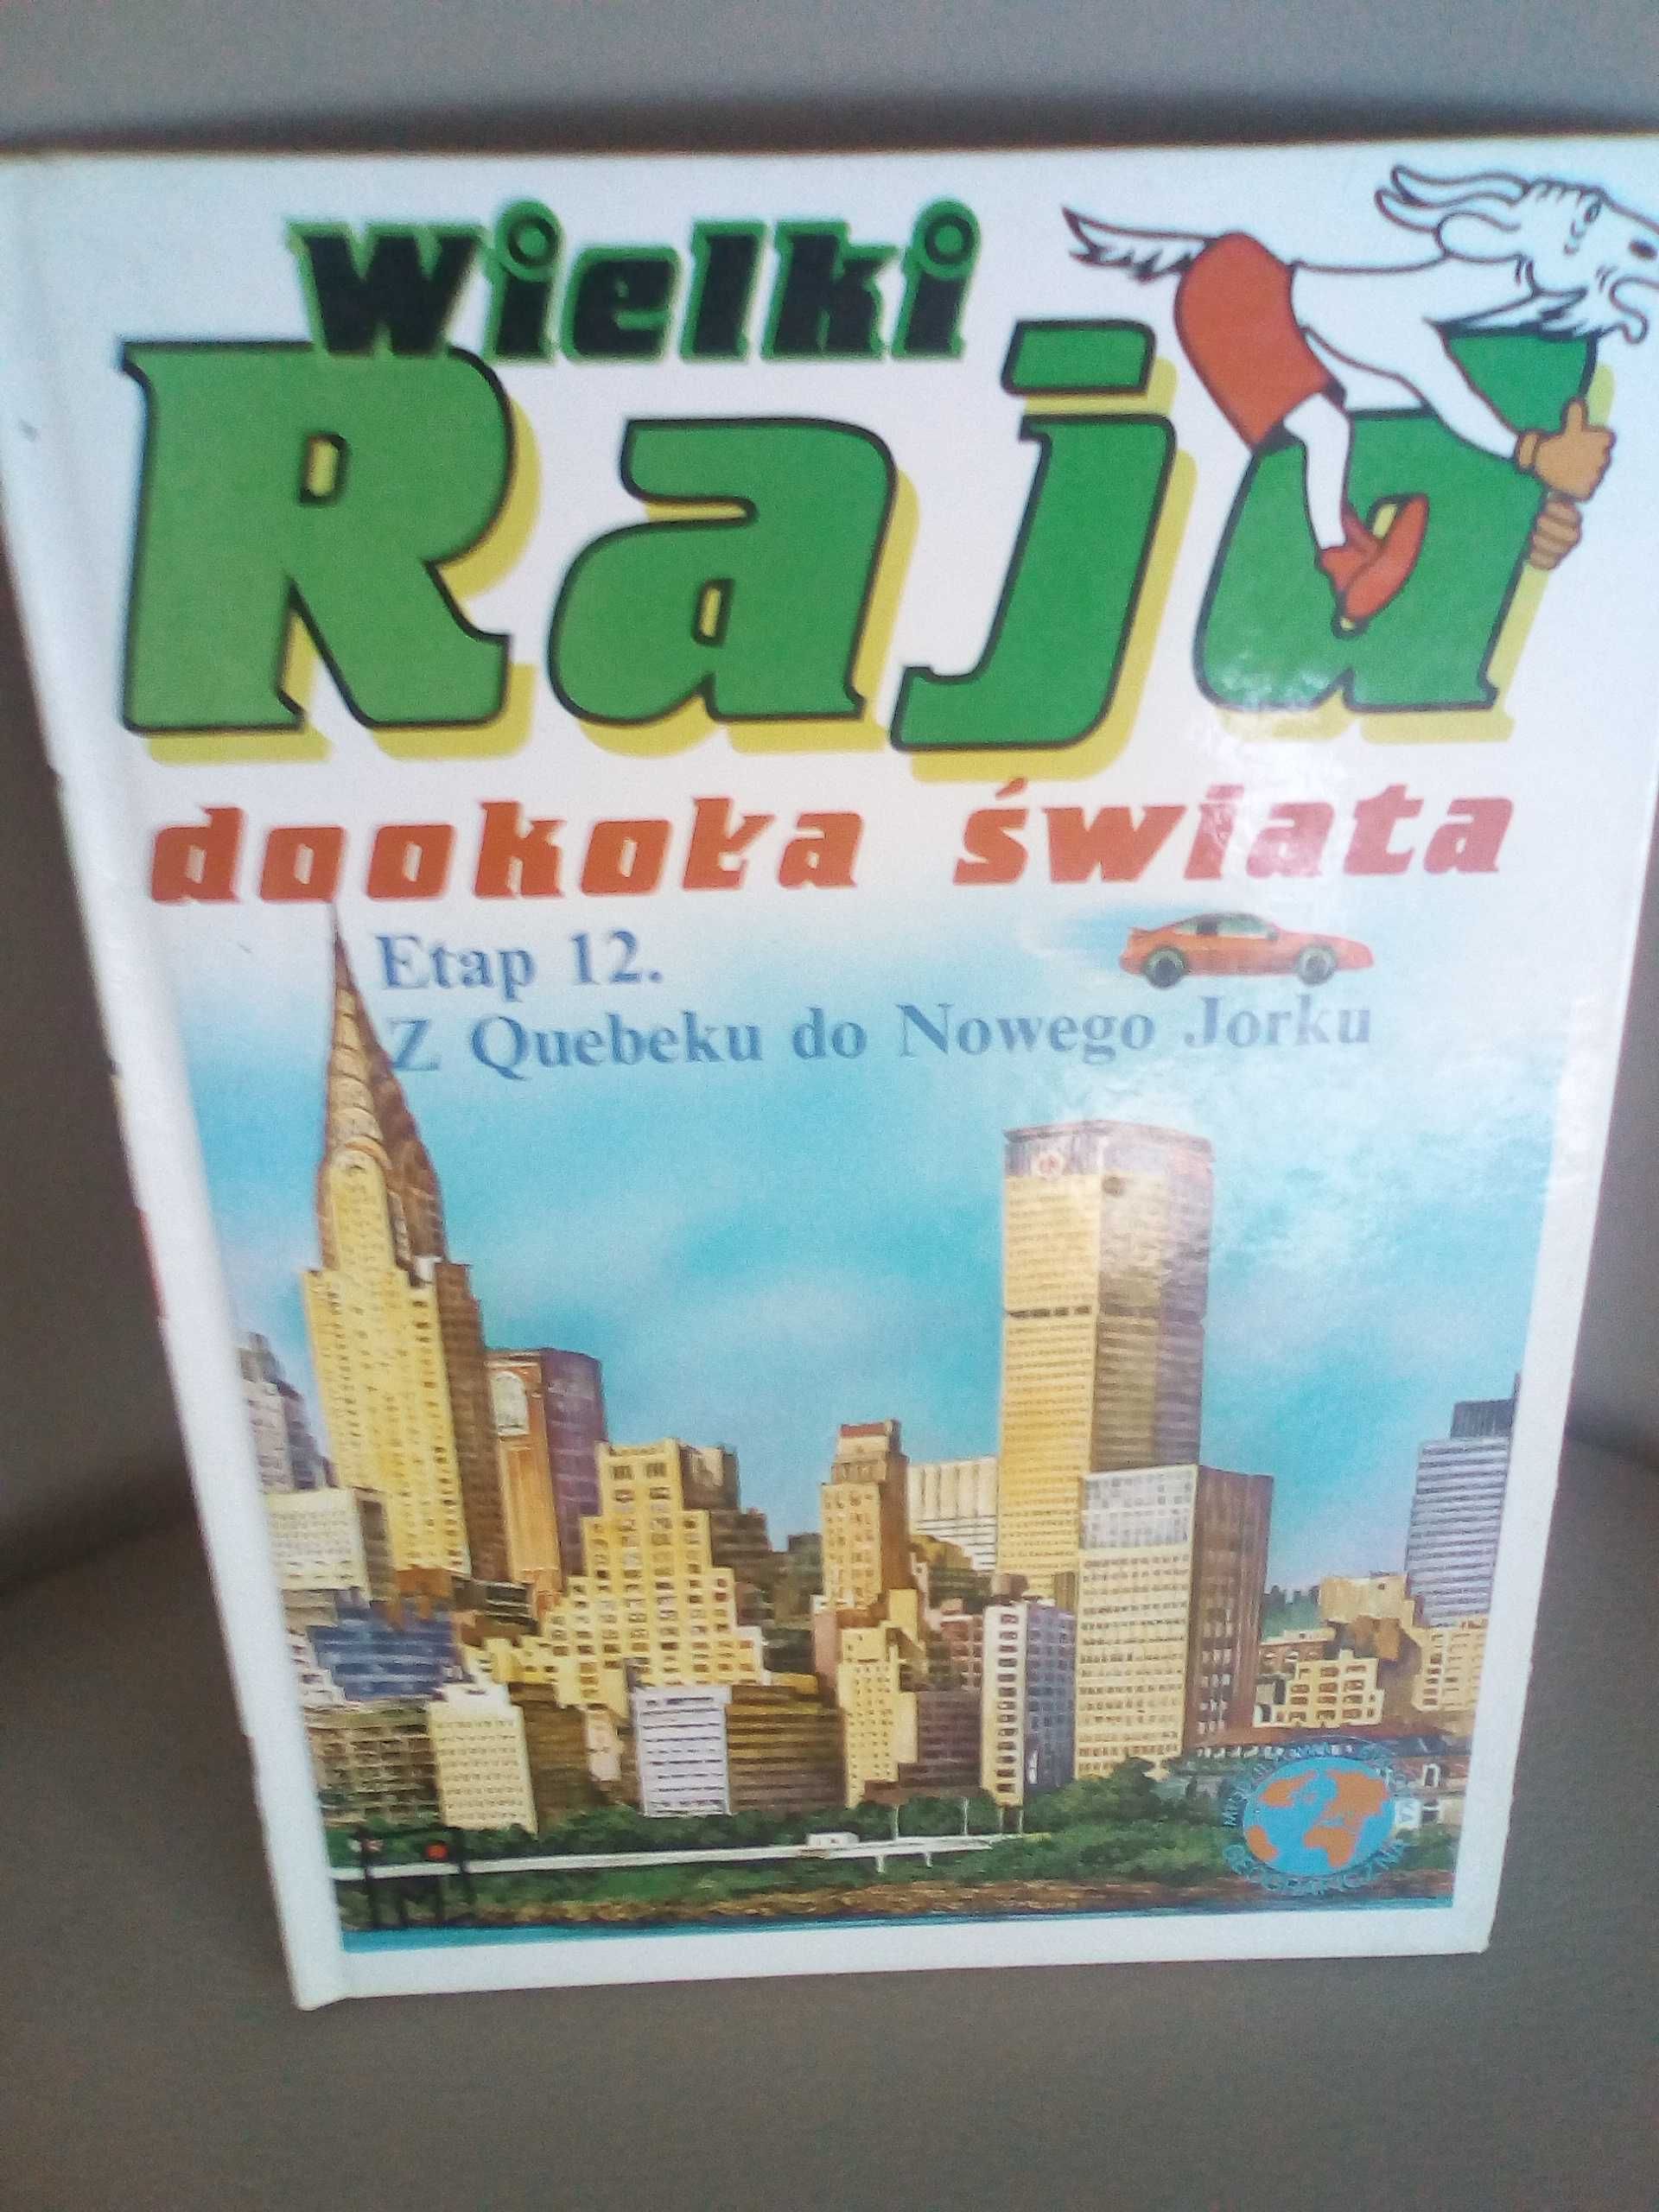 Wielki
Rajd
dookoła świata
Etap 12.
Z Quebeku do Nowego Jorku